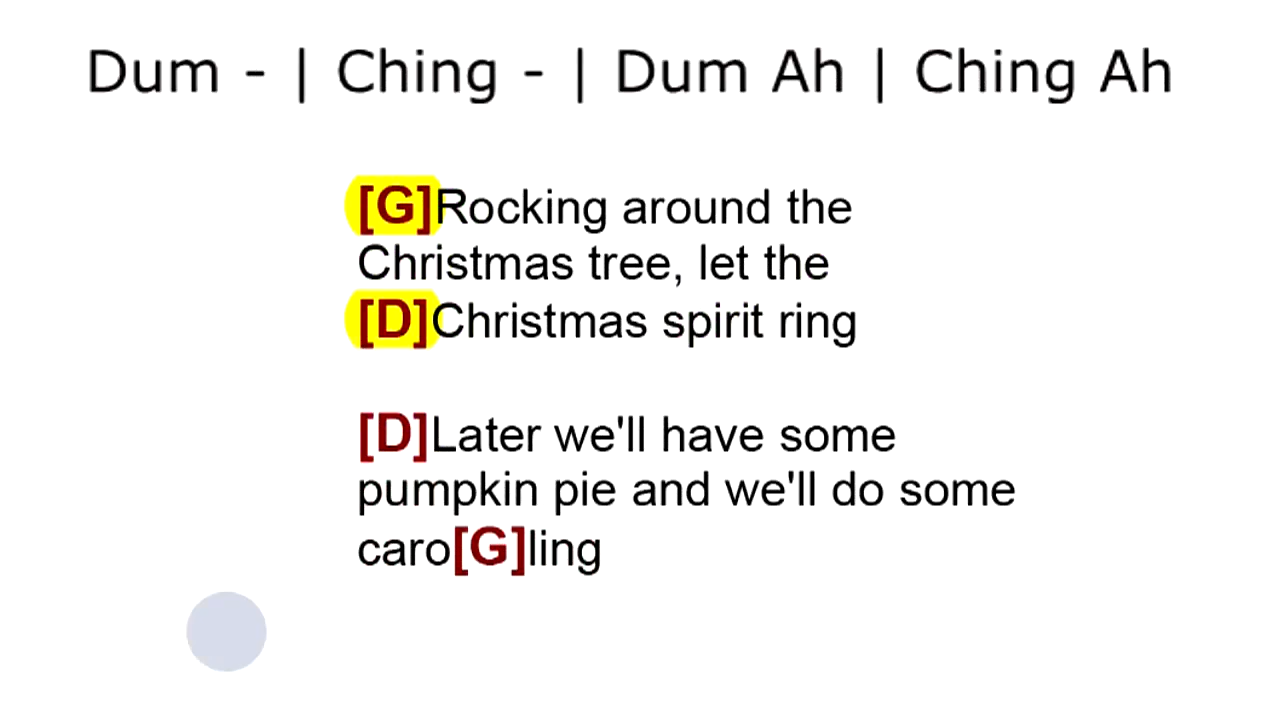 Dum - | Ching - | Dum Ah | Ching Ah
[G]Rocking around the
Christmas tree, let the
[D]Christmas spirit ring
[D]Later we'll have some
pumpkin pie and we'll do some
caro[G]ling